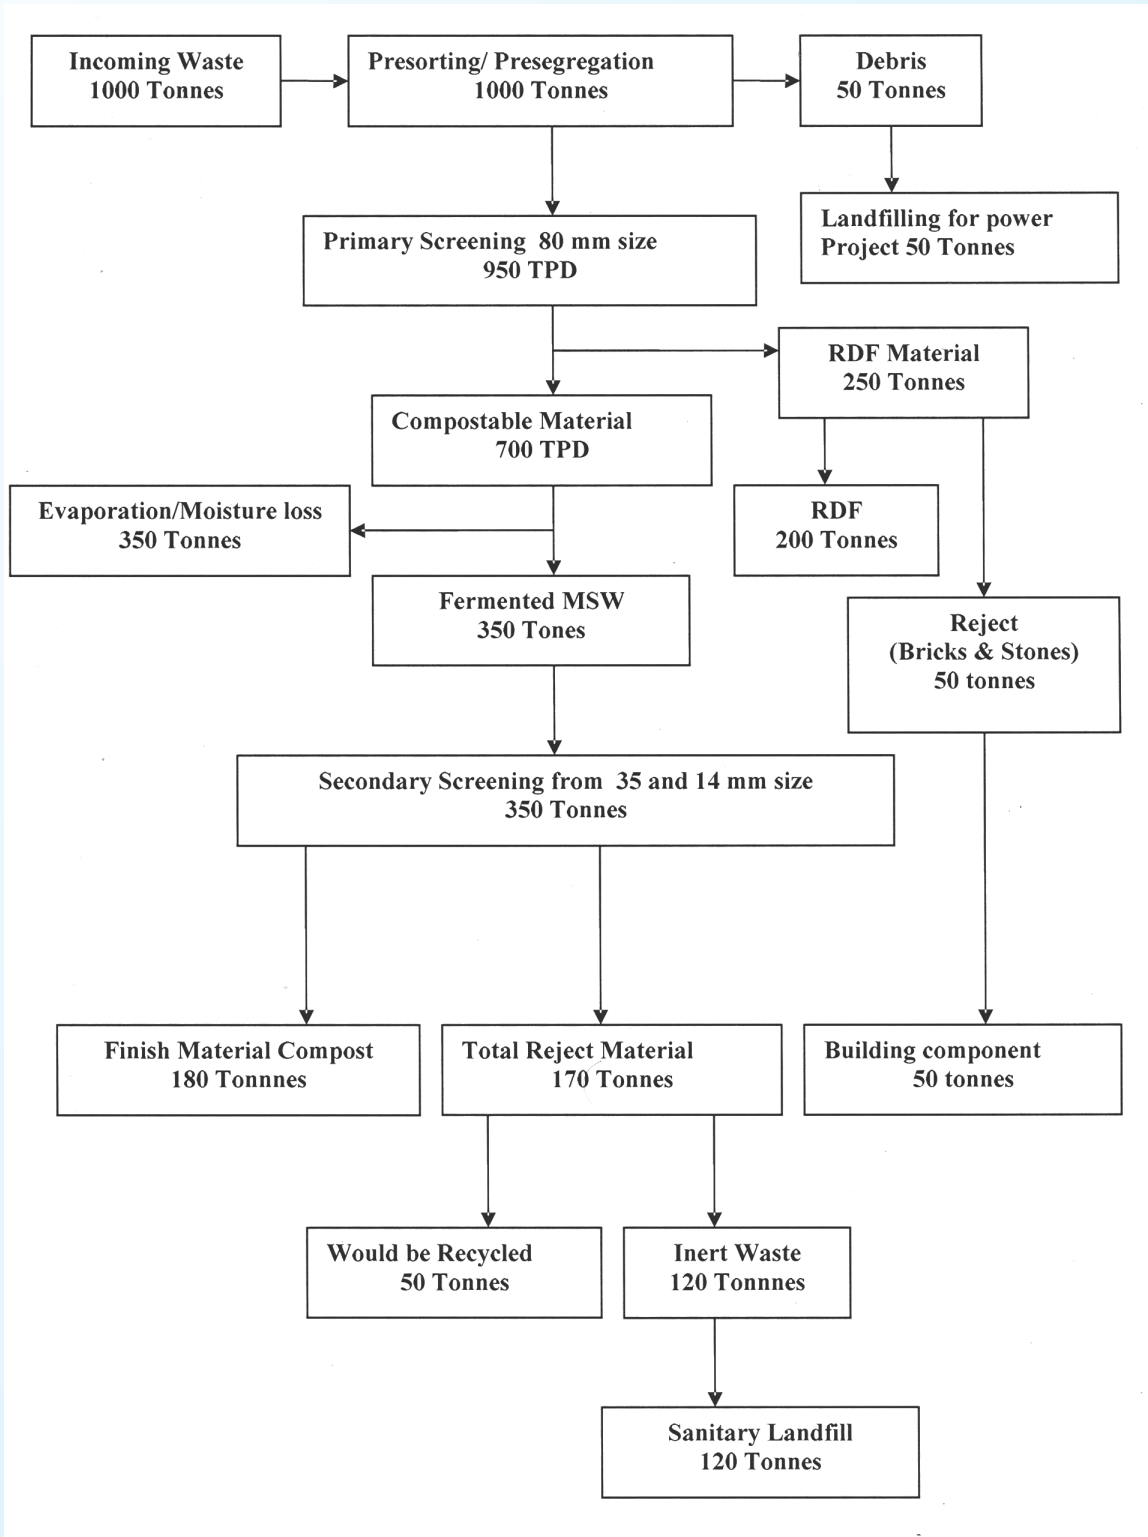 Incoming Waste
1000 Tonnes
Presorting/ Presegregation
1000 Tonnes
Debris
50 Tonnes
Landfilling for power
Project 50 Tonnes
Primary Screening 80 mm size
950 TPD
RDF Material
250 Tonnes
Compostable Material
700 TPD
Evaporation/Moisture loss
350 Tonnes
RDF
200 Tonnes
Fermented MSW
350 Tones
Reject
(Bricks & Stones)
50 tonnes
Secondary Screening from 35 and 14 mm size
350 Tonnes
Finish Material Compost
180 Tonnnes
Total Reject Material
170 Tonnes
Building component
50 tonnes
Would be Recycled
50 Tonnes
Inert Waste
120 Tonnnes
Sanitary Landfill
120 Tonnes